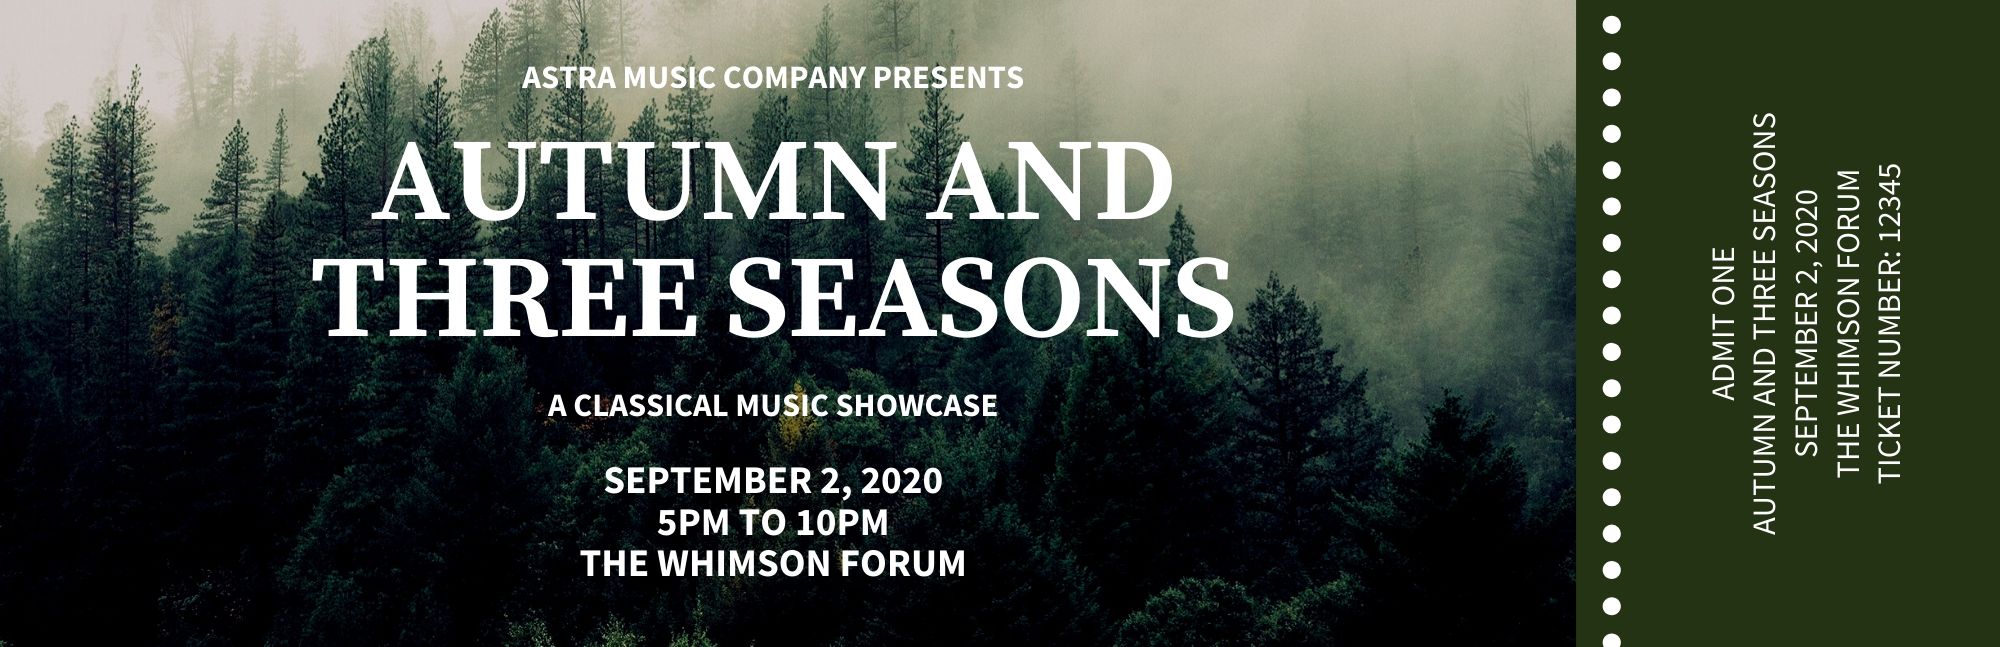 ASTRA MUSIC COMPANY PRESENTS
AUTUMN AND
THREE SEASONS
A CLASSICAL MUSIC SHOWCASE
SEPTEMBER 2, 2020
5PM TO 10PM
THE WHIMSON FORUM
ADMIT ONE
AUTUMN AND THREE SEASONS
SEPTEMBER 2, 2020
THE WHIMSON FORUM
TICKET NUMBER: 12345